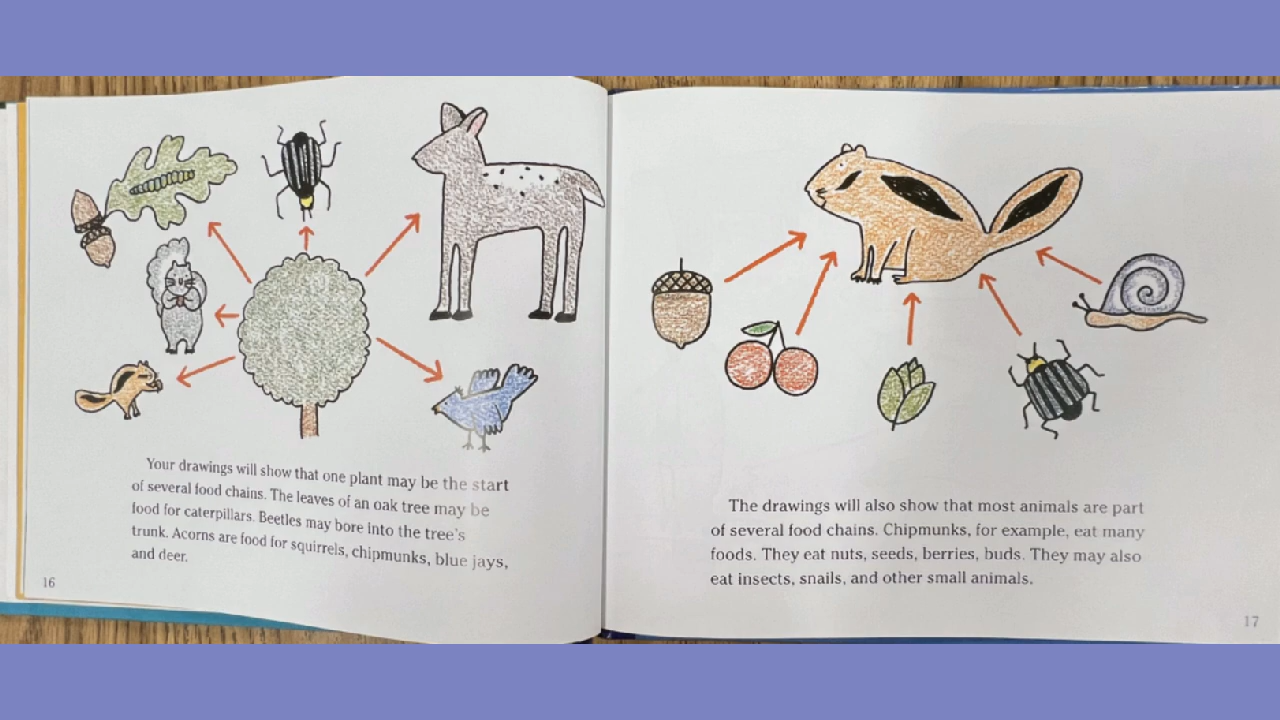 Your drawings will show that one plant may be the start
of several food chains. The leaves of an oak tree may be
food for caterpillars. Beetles may bore into the tree's
trunk. Acorns are food for squirrels, chipmunks, blue jays,
and deer.
16
The drawings will also show that most animals are part
of several food chains. Chipmunks, for example, eat many
foods. They eat nuts, seeds, berries, buds. They may also
eat insects, snails, and other small animals.
17